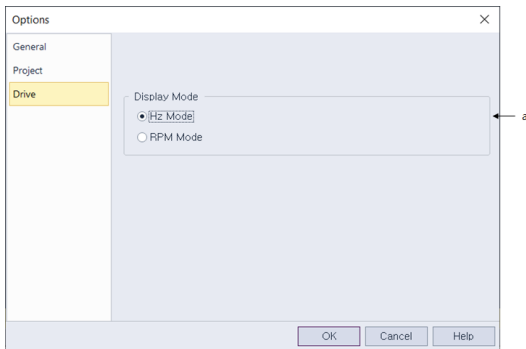 Options
General
Project
Drive
Display Mode
Hz Mode
RPM Mode
a
OK Cancel Help